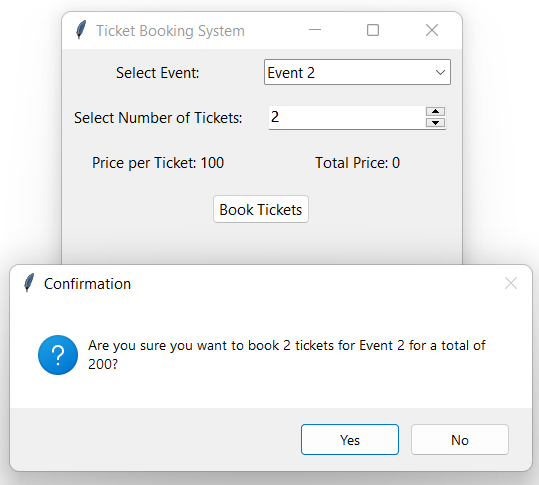 Ticket Booking System
Select Event: Event 2
Select Number of Tickets: 2
Price per Ticket: 100 Total Price: 0
Book Tickets
Confirmation
Are you sure you want to book 2 tickets for Event 2 for a total of
200?
Yes No